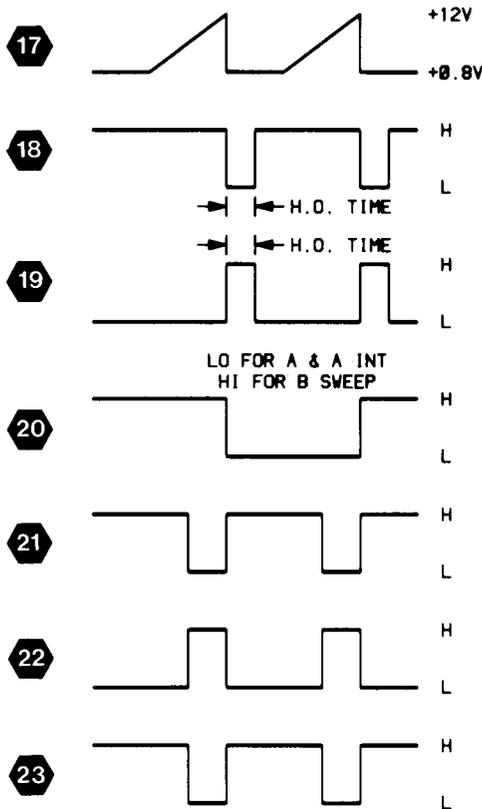 +12V
17
+0.8V
18
H
L
H.O. TIME
H.O. TIME
19
H
L
LO FOR A & A INT
HI FOR B SWEEP
20
H
L
21
H
L
22
H
L
23
H
L